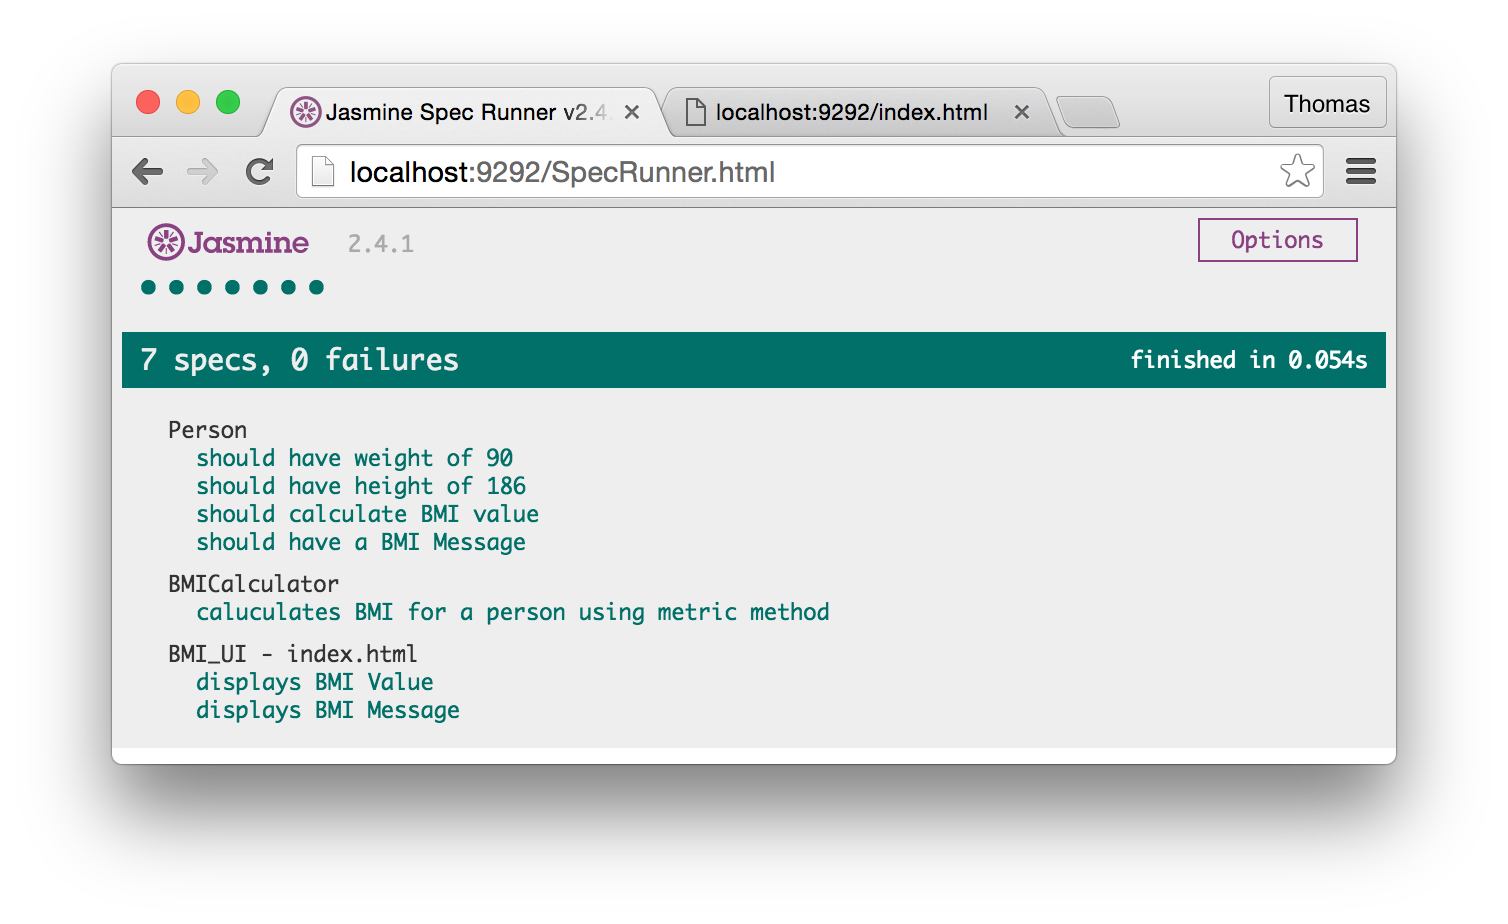 Jasmine Spec Runner v2.4.
localhost:9292/index.html
Thomas
localhost:9292/SpecRunner.html
Jasmine 2.4.1
Options
7 specs, 0 failures
finished in 0.054s
Person
should have weight of 90
should have height of 186
should calculate BMI value
should have a BMI Message
BMICalculator
caluculates BMI for a person using metric method
BMI_UI - index.html
displays BMI Value
displays BMI Message